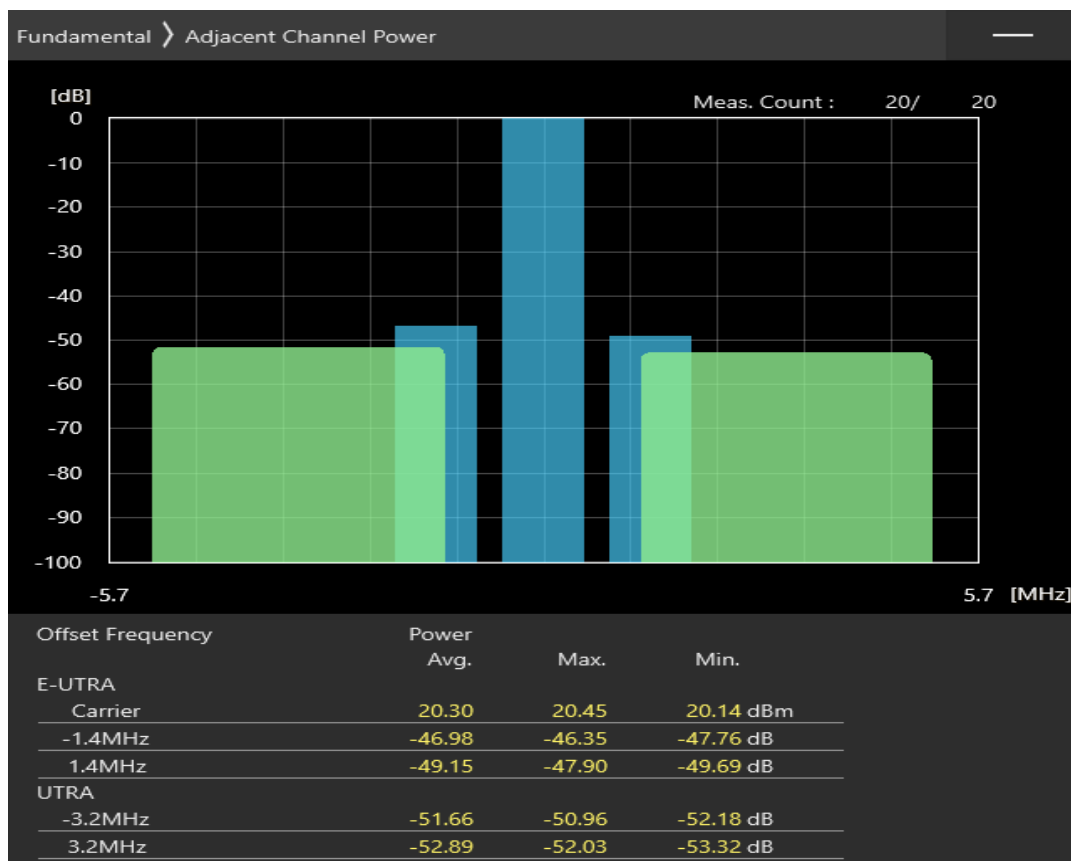 Fundamental 〉 Adjacent Channel Power
[dB]
Meas. Count : 20/ 20
0
-10
-20
-30
-40
-50
-60
-70
-80
-90
-100
-5.7 5.7 [MHz]
Offset Frequency Power
Avg. Max. Min.
E-UTRA
Carrier 20.30 20.45 20.14 dBm
-1.4MHz -46.98 -46.35 -47.76 dB
1.4MHz -49.15 -47.90 -49.69 dB
UTRA
-3.2MHz -51.66 -50.96 -52.18 dB
3.2MHz -52.89 -52.03 -53.32 dB